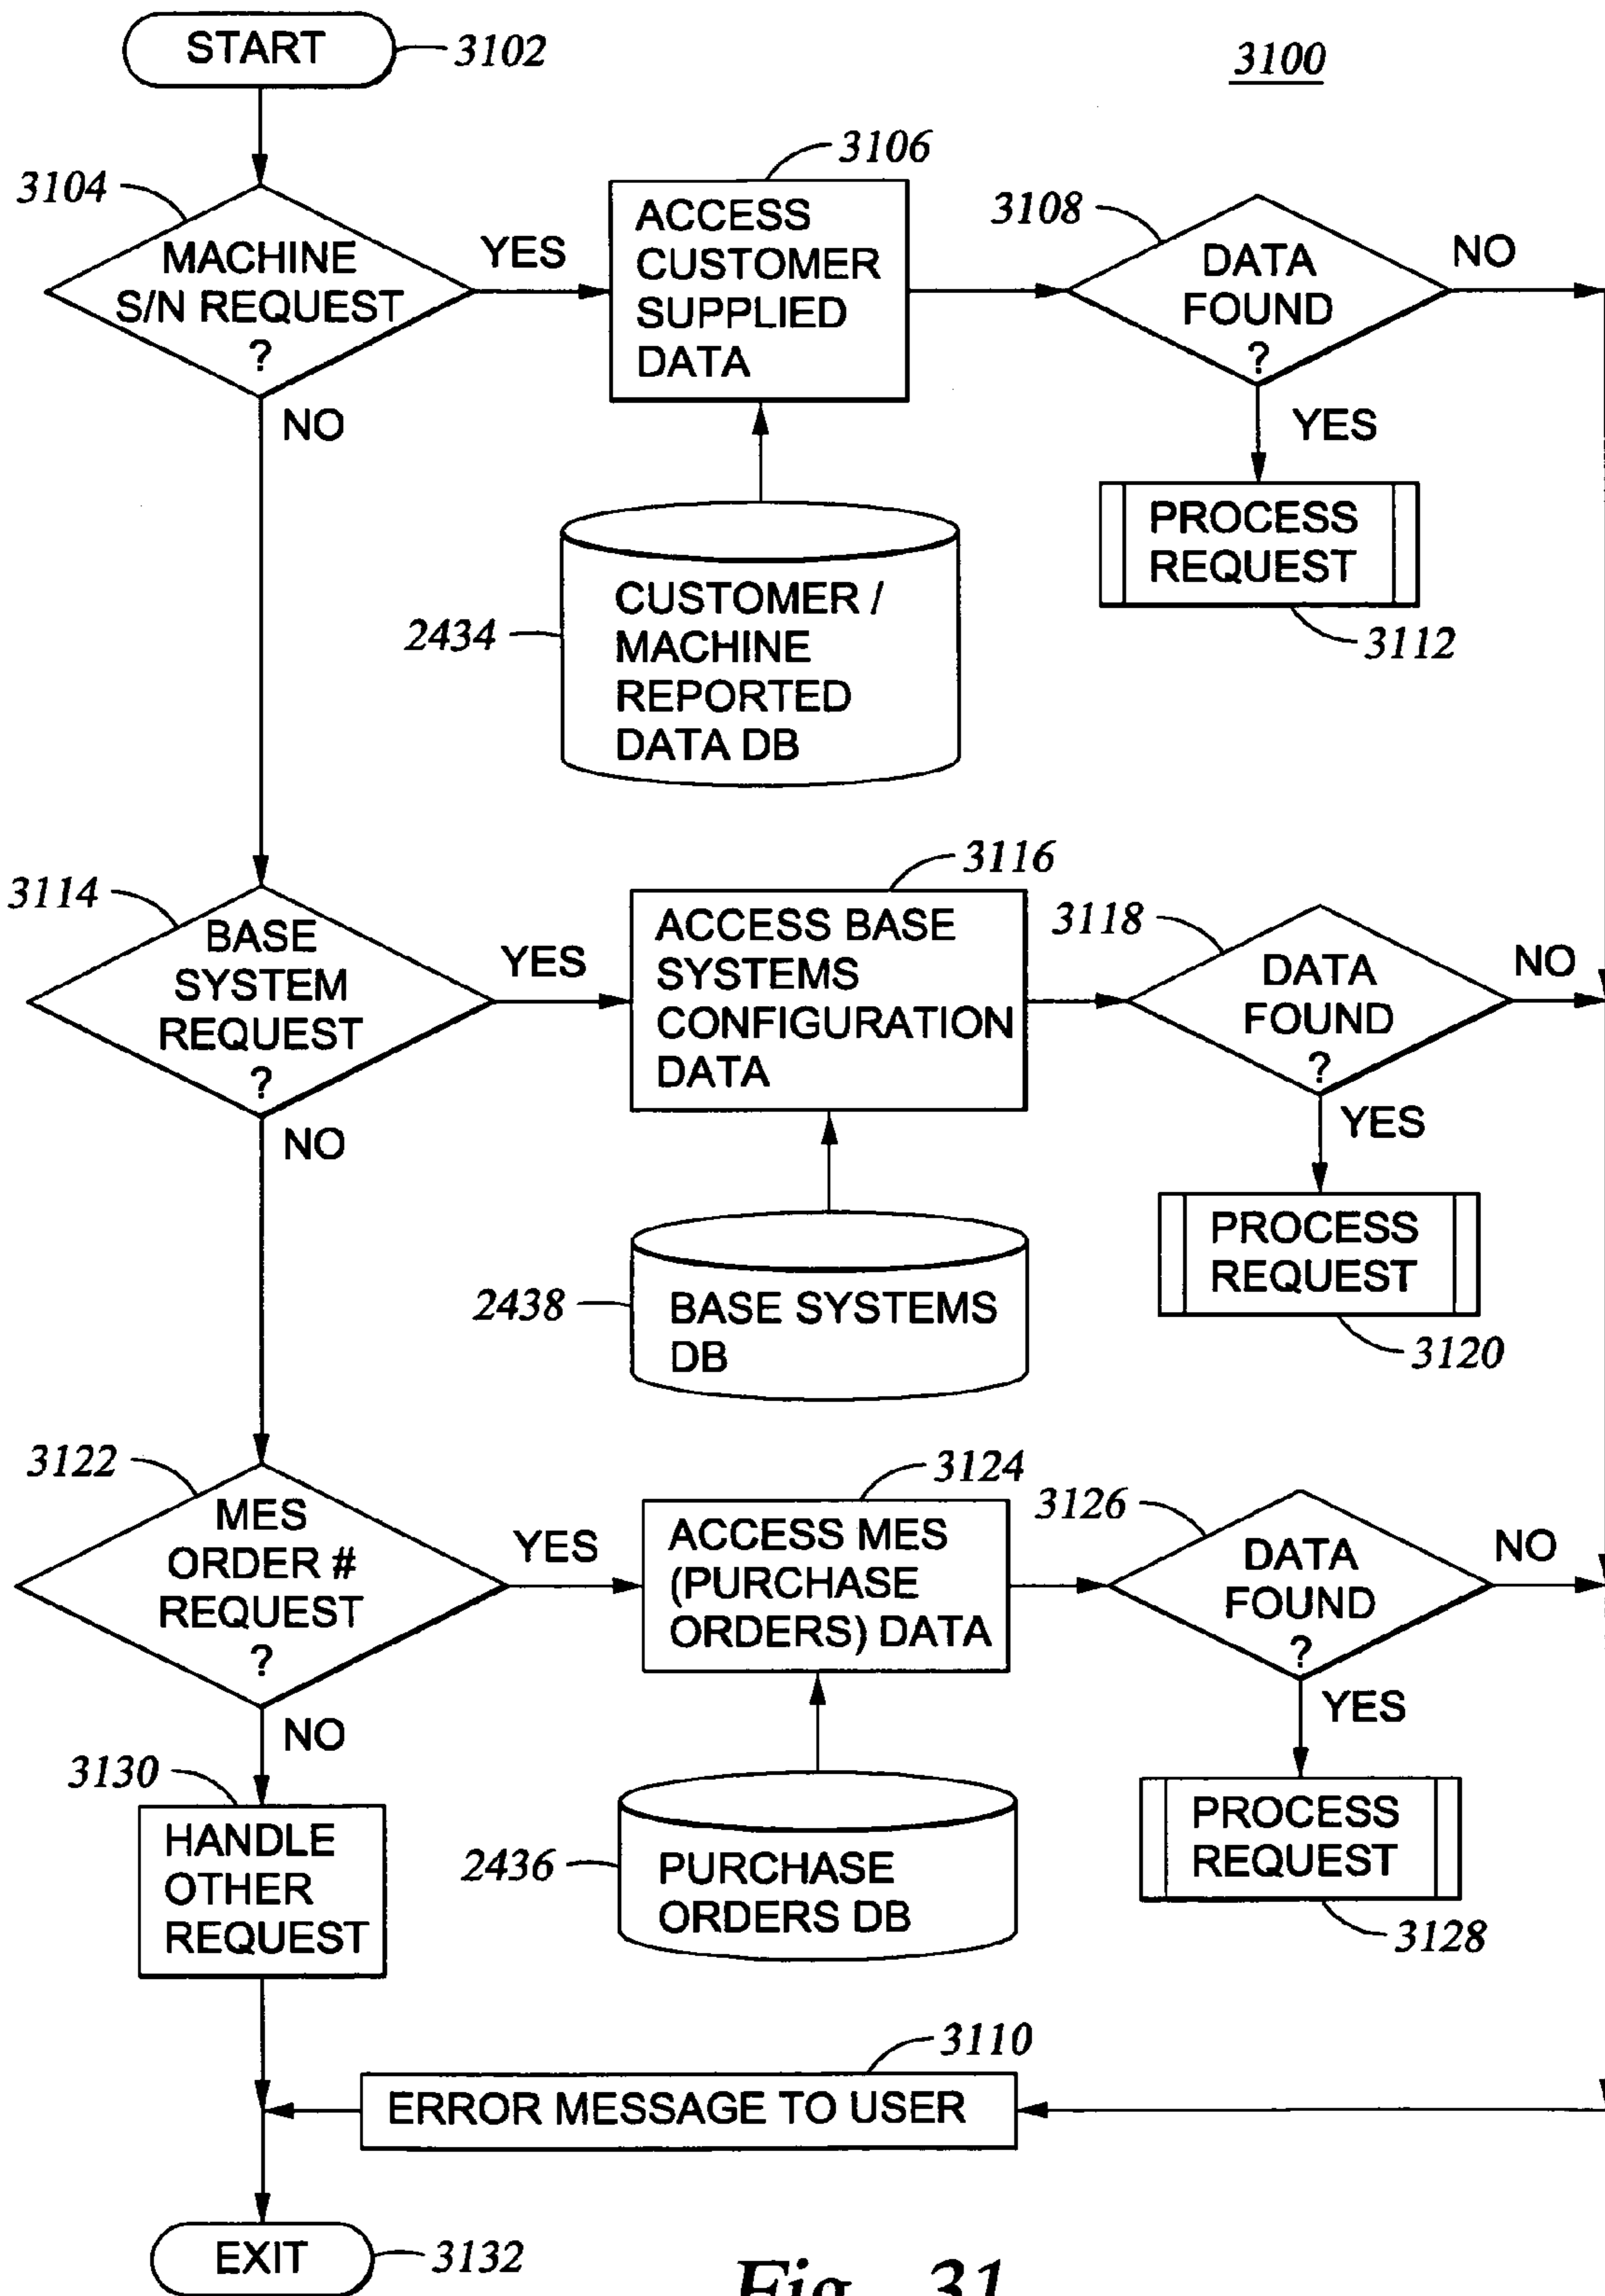 START
3102
3100
3104
MACHINE
S/N REQUEST
?
YES
NO
3106
ACCESS
CUSTOMER
SUPPLIED
DATA
3108
DATA
FOUND
?
NO
YES
PROCESS
REQUEST
3112
2434
CUSTOMER /
MACHINE
REPORTED
DATA DB
3114
BASE
SYSTEM
REQUEST
?
YES
NO
3116
ACCESS BASE
SYSTEMS
CONFIGURATION
DATA
3118
DATA
FOUND
?
NO
YES
PROCESS
REQUEST
3120
2438
BASE SYSTEMS
DB
3122
MES
ORDER #
REQUEST
?
YES
NO
3124
ACCESS MES
(PURCHASE
ORDERS) DATA
3126
DATA
FOUND
?
NO
YES
PROCESS
REQUEST
3128
2436
PURCHASE
ORDERS DB
3130
HANDLE
OTHER
REQUEST
3110
ERROR MESSAGE TO USER
EXIT
3132
Fig. 31